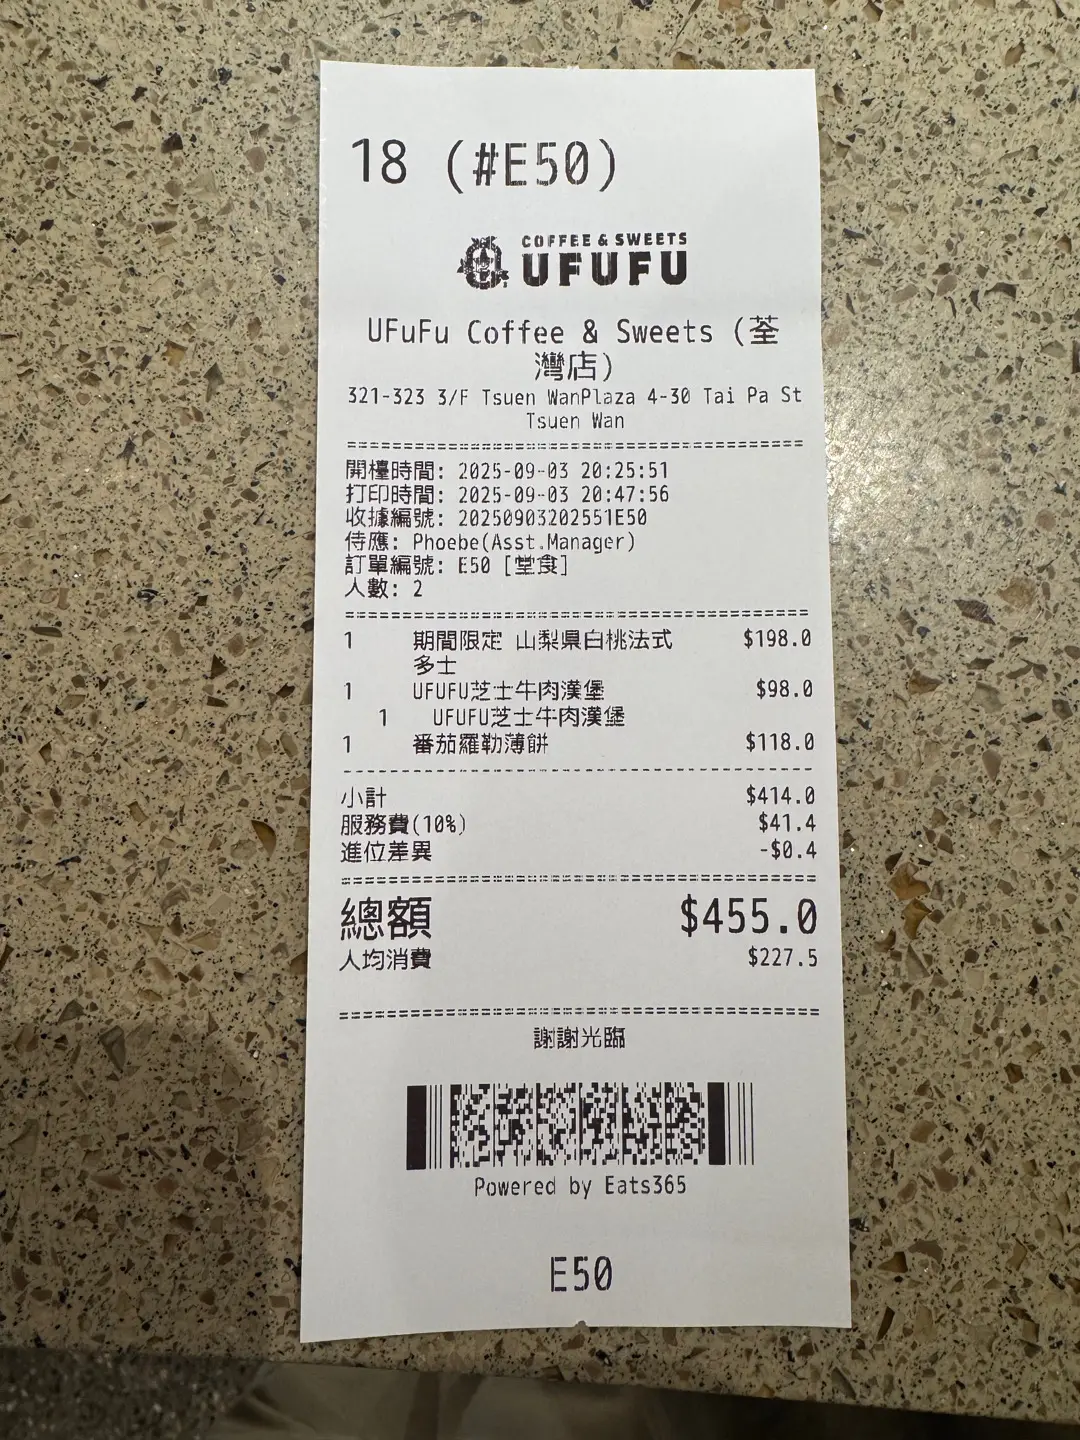 18 (#E50)
COFFEE & SWEETS
UFUFU
UFuFu Coffee & Sweets (荃
灣店)
321-323 3/F Tsuen WanPlaza 4-30 Tai Pa St
Tsuen Wan
開檯時間: 2025-09-03 20:25:51
打印時間: 2025-09-03 20:47:56
收據編號: 20250903202551E50
侍應: Phoebe(Asst.Manager)
訂單編號: E50 [堂食]
人數: 2
1 期間限定 山梨県白桃法式 $198.0
多士
1 UFUFU芝士牛肉漢堡 $98.0
1 UFUFU芝士牛肉漢堡
1 番茄羅勒薄餅 $118.0
小計 $414.0
服務費(10%) $41.4
進位差異 -$0.4
總額 $455.0
人均消費 $227.5
謝謝光臨
Powered by Eats365
E50